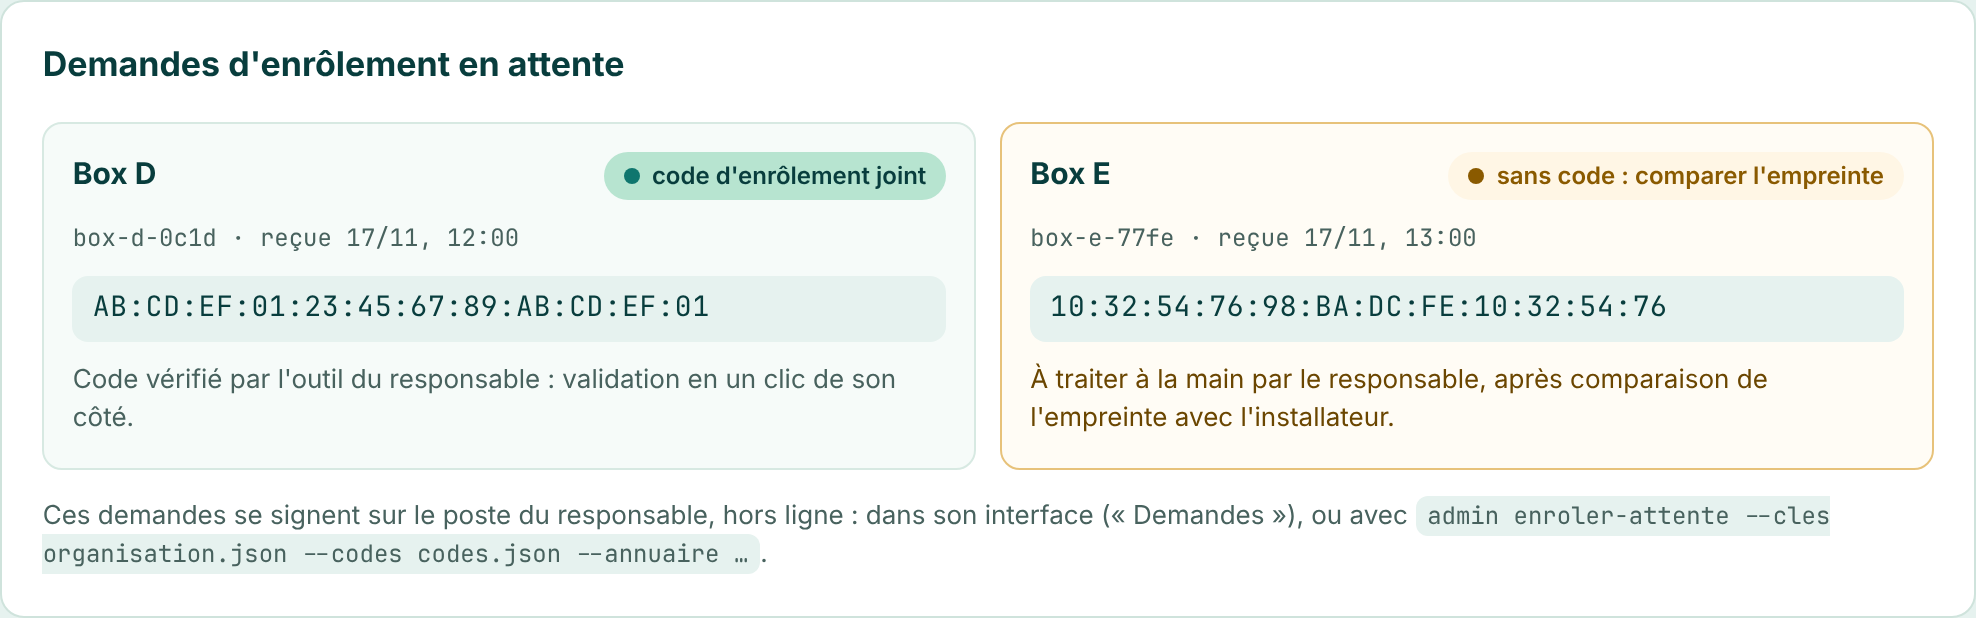 Demandes d'enrôlement en attente
Box D
code d'enrôlement joint
box-d-0c1d · reçue 17/11, 12:00
AB:CD:EF:01:23:45:67:89:AB:CD:EF:01
Code vérifié par l'outil du responsable : validation en un clic de son
côté.
Box E
sans code : comparer l'empreinte
box-e-77fe · reçue 17/11, 13:00
10:32:54:76:98:BA:DC:FE:10:32:54:76
À traiter à la main par le responsable, après comparaison de
l'empreinte avec l'installateur.
Ces demandes se signent sur le poste du responsable, hors ligne : dans son interface (« Demandes »), ou avec admin enroler-attente --cles
organisation.json --codes codes.json --annuaire ….